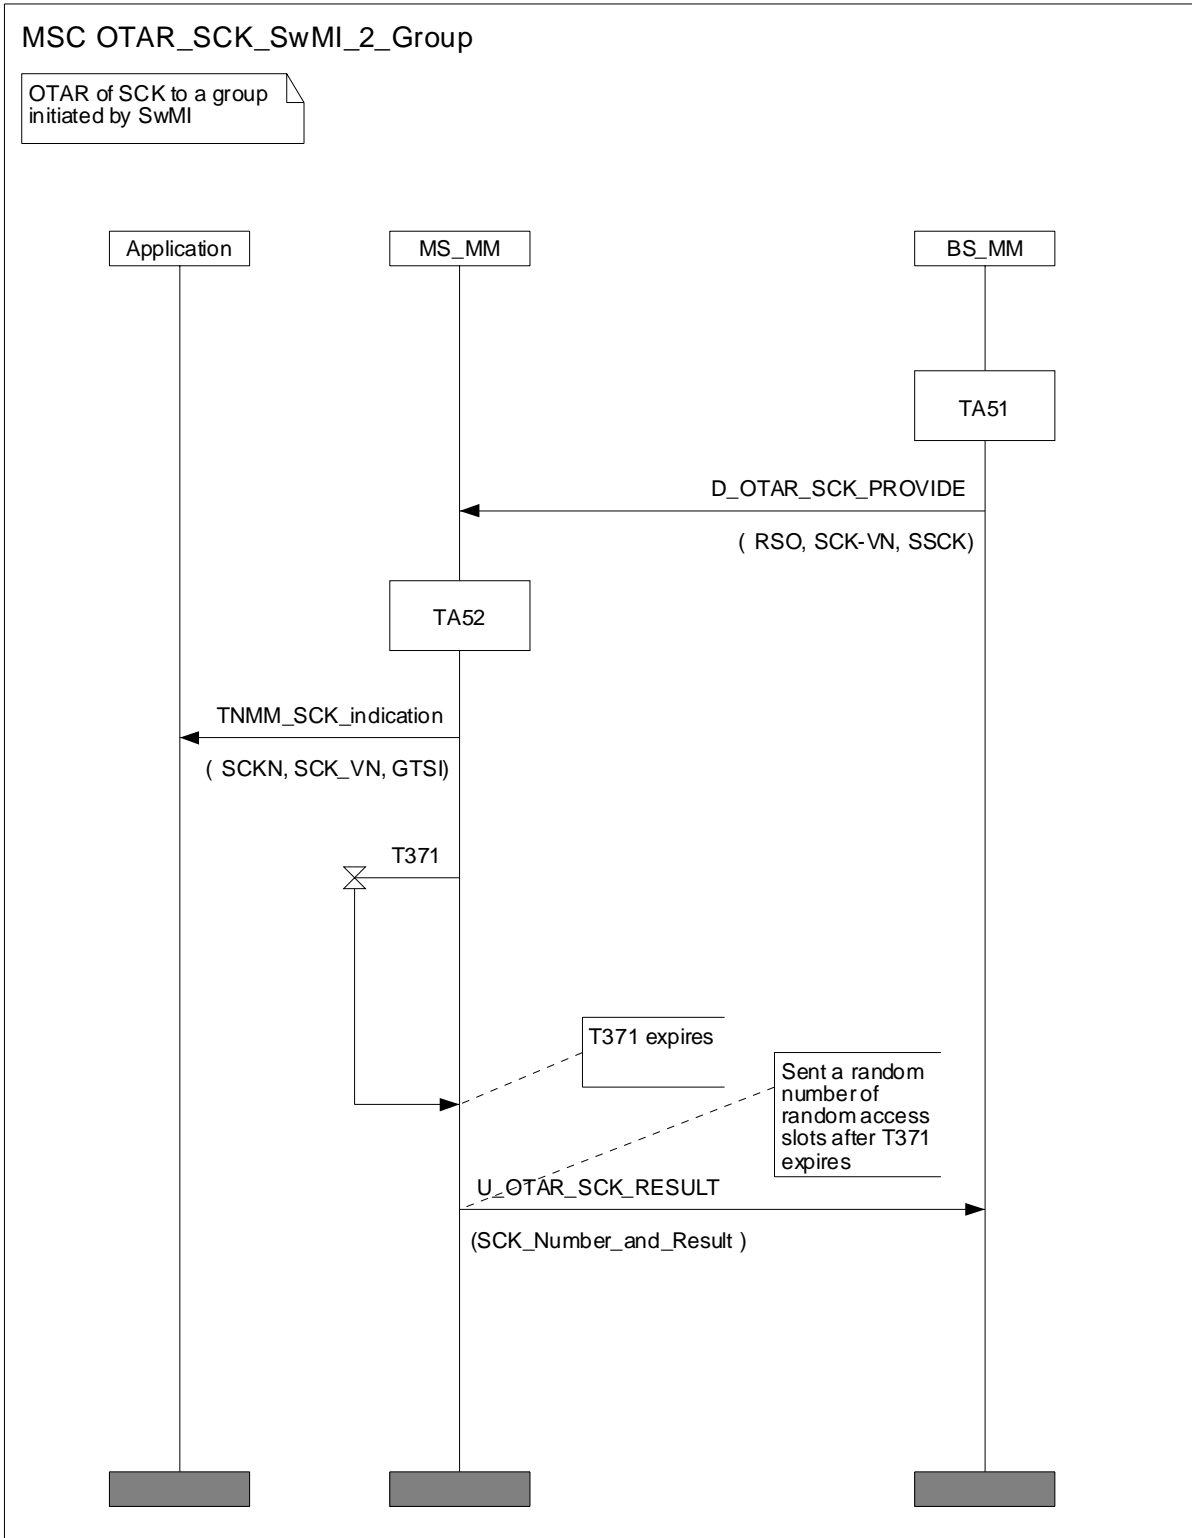 MSC OTAR_SCK_SwMI_2_Group
OTAR of SCK to a group
initiated by SwMI
Application
MS_MM
BS_MM
TA51
D_OTAR_SCK_PROVIDE
( RSO, SCK-VN, SSCK)
TA52
TNMM_SCK_indication
( SCKN, SCK_VN, GTSI)
T371
T371 expires
Sent a random
number of
random access
slots after T371
expires
U_OTAR_SCK_RESULT
(SCK_Number_and_Result )